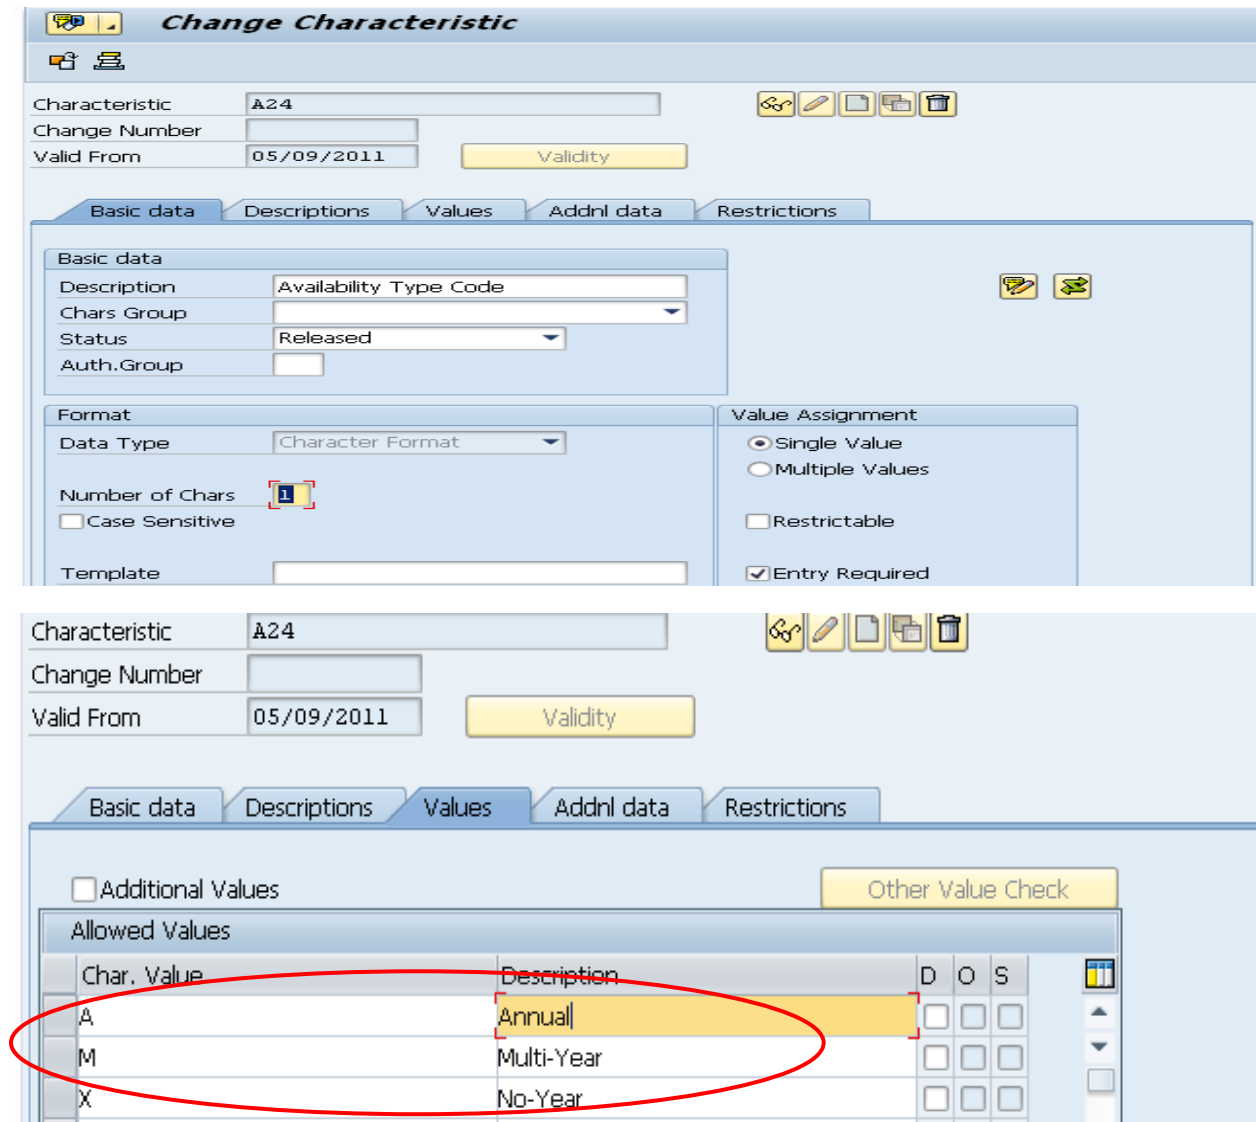 Change Characteristic
Characteristic A24
Change Number
Valid From 05/09/2011 Validity
Basic data Descriptions Values Addnl data Restrictions
Basic data
Description Availability Type Code
Chars Group
Status Released
Auth.Group
Format Value Assignment
Data Type Character Format Single Value
Multiple Values
Number of Chars 1
Case Sensitive Restrictable
Template Entry Required
Characteristic A24
Change Number
Valid From 05/09/2011 Validity
Basic data Descriptions Values Addnl data Restrictions
Additional Values Other Value Check
Allowed Values
Char. Value Description D O S
A Annual
M Multi-Year
X No-Year